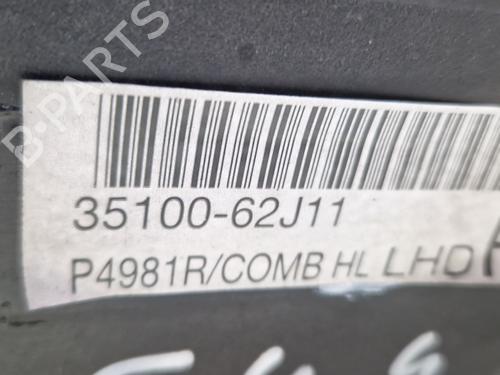 B-PARTS
35100-62J11
P4981R/COMB HL LHD